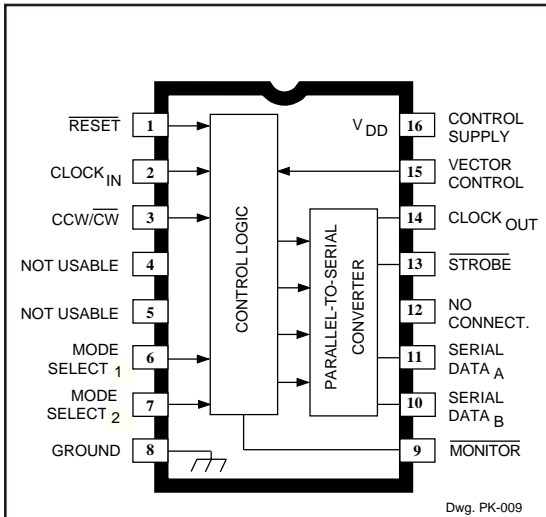 RESET
1
CLOCK IN
2
CCW/CW
3
NOT USABLE
4
NOT USABLE
5
MODE
SELECT 1
6
MODE
SELECT 2
7
GROUND
8
CONTROL LOGIC
PARALLEL-TO-SERIAL
CONVERTER
V DD
16
CONTROL
SUPPLY
15
VECTOR
CONTROL
14
CLOCK OUT
13
STROBE
12
NO
CONNECT.
11
SERIAL
DATA A
10
SERIAL
DATA B
9
MONITOR
Dwg. PK-009